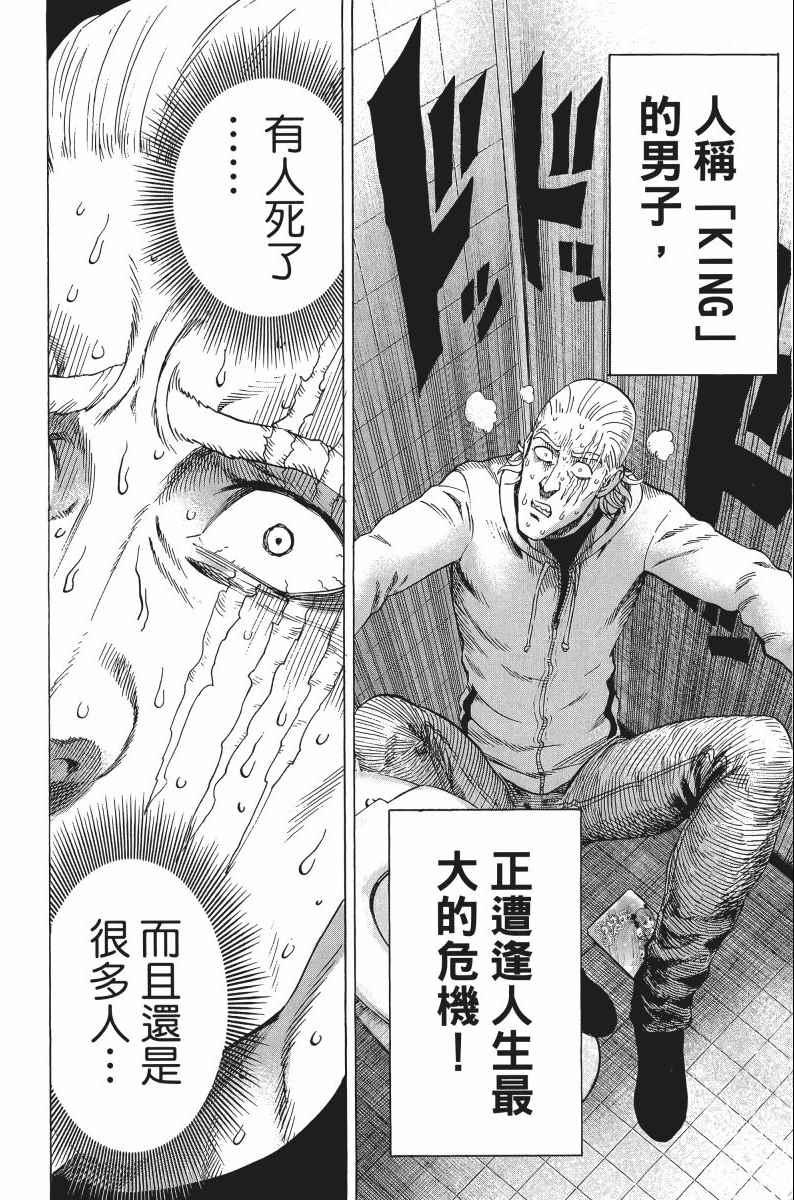 人稱「KING」
的男子，
ドドッ
ドドッ
正遭逢人生最
大的危機！
有人死了
……
而且還是
很多人…